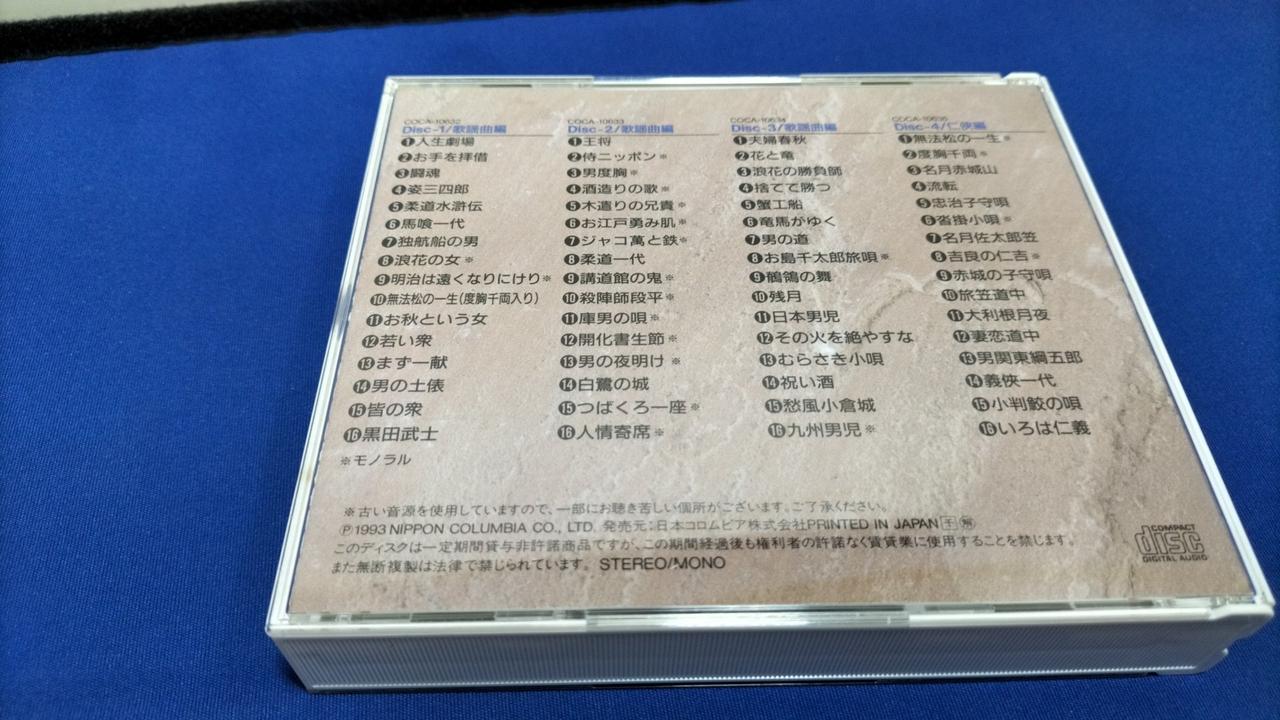 COCA-10632
Disc-1/歌謡曲編
❶人生劇場
❷お手を拝借
❸闘魂
❹姿三四郎
❺柔道水滸伝
❻馬喰一代
❼独航船の男
❽浪花の女※
❾明治は遠くなりにけり※
❿無法松の一生(度胸千両入り)
⓫お秋という女
⓬若い衆
⓭まず一献
⓮男の土俵
⓯皆の衆
⓰黒田武士
※モノラル
COCA-10633
Disc-2/歌謡曲編
❶王将
❷侍ニッポン※
❸男度胸※
❹酒造りの歌※
❺木遣りの兄貴※
❻お江戸勇み肌※
❼ジャコ萬と鉄※
❽柔道一代
❾講道館の鬼※
❿殺陣師段平※
⓫庫男の唄※
⓬開化書生節※
⓭男の夜明け※
⓮白鷺の城
⓯つばくろ一座※
⓰人情寄席※
COCA-10634
Disc-3/歌謡曲編
❶夫婦春秋
❷花と竜
❸浪花の勝負師
❹捨てて勝つ
❺蟹工船
❻竜馬がゆく
❼男の道
❽お島千太郎旅唄※
❾鶺鴒の舞
❿残月
⓫日本男児
⓬その火を絶やすな
⓭むらさき小唄
⓮祝い酒
⓯愁風小倉城
⓰九州男児※
COCA-10635
Disc-4/仁侠編
❶無法松の一生※
❷度胸千両※
❸名月赤城山
❹流転
❺忠治子守唄
❻沓掛小唄※
❼名月佐太郎笠
❽吉良の仁吉※
❾赤城の子守唄
❿旅笠道中
⓫大利根月夜
⓬妻恋道中
⓭男関東綱五郎
⓮義侠一代
⓯小判鮫の唄
⓰いろは仁義
※古い音源を使用していますので、一部にお聴き苦しい個所がございます。ご了承ください。
Ⓟ1993 NIPPON COLUMBIA CO., LTD. 発売元:日本コロムビア株式会社PRINTED IN JAPAN
このディスクは一定期間貸与非許諾商品ですが、この期間経過後も権利者の許諾なく賃貸業に使用することを禁じます。
また無断複製は法律で禁じられています。 STEREO/MONO
COMPACT
disc
DIGITAL AUDIO